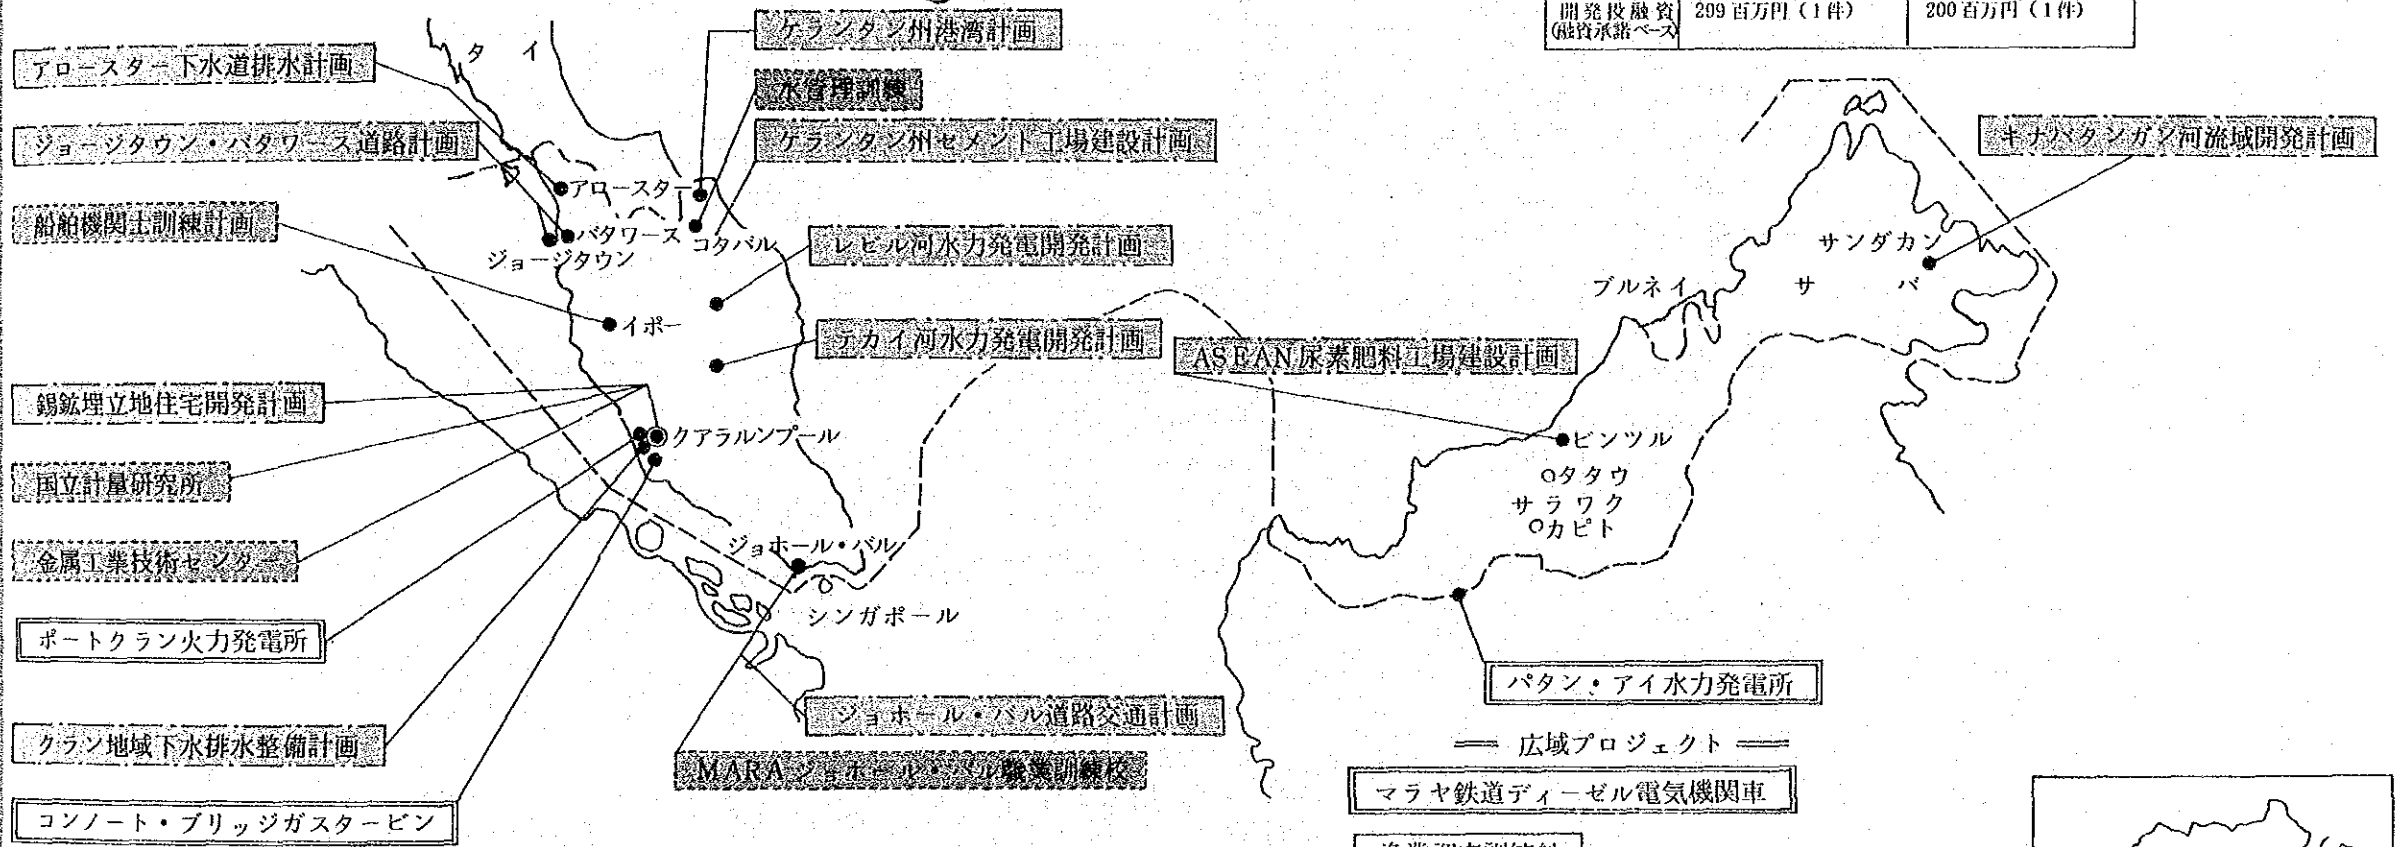 開発投融資 209百万円(1件) 200百万円(1件)
(融資承諾ベース)
タイ
ケランタン州港湾計画
アロースター下水道排水計画
水管理訓練
ジョージタウン・バタワース道路計画
ケランタン州セメント工場建設計画
キナバタンガン河流域開発計画
アロースター
船舶機関士訓練計画
バタワース
コタバル
ジョージタウン
レビル河水力発電開発計画
サンダカン
ブルネイ
サバ
イポー
テカイ河水力発電開発計画
ASEAN尿素肥料工場建設計画
錫鉱埋立地住宅開発計画
クアラルンプール
ビンツル
国立計量研究所
タタウ
サラワク
カピト
金属工業技術センター
ジョホール・バル
シンガポール
ポートクラン火力発電所
パタン・アイ水力発電所
ジョホール・バル道路交通計画
クラン地域下水排水整備計画
広域プロジェクト
MARAジョホール・バル職業訓練校
マラヤ鉄道ディーゼル電気機関車
コンノート・ブリッジガスタービン